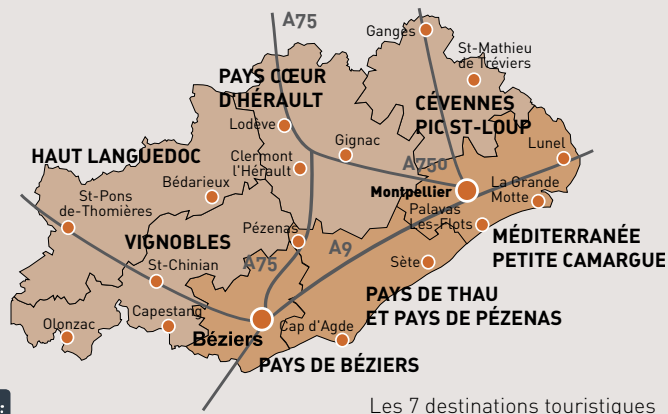 A75
Ganges
St-Mathieu
de Tréviers
PAYS CŒUR
D'HÉRAULT
CÉVENNES
PIC ST-LOUP
Lodève
Gignac
Lunel
HAUT LANGUEDOC
Clermont
l'Hérault
A750
Bédarieux
Montpellier
La Grande
Motte
St-Pons
de-Thomières
Palavas
Les-Flots
Pézenas
VIGNOBLES
A75
A9
MÉDITERRANÉE
PETITE CAMARGUE
St-Chinian
Sète
PAYS DE THAU
ET PAYS DE PÉZENAS
Capestang
Olonzac
Béziers
Cap d'Agde
PAYS DE BÉZIERS
Les 7 destinations touristiques